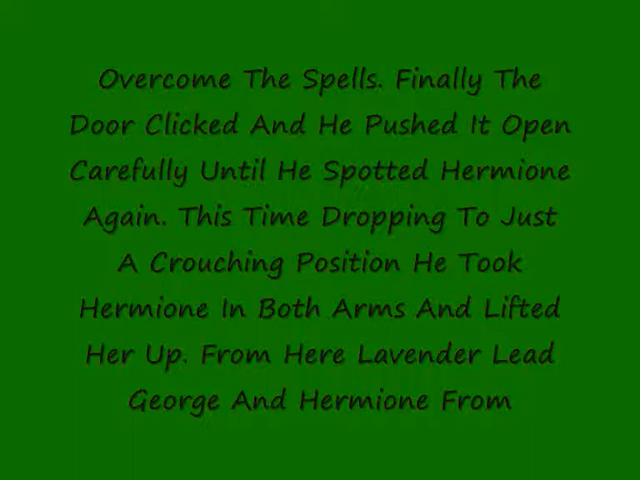 Overcome The Spells. Finally The
Door Clicked And He Pushed It Open
Carefully Until He Spotted Hermione
Again. This Time Dropping To Just
A Crouching Position He Took
Hermione In Both Arms And Lifted
Her Up. From Here Lavender Lead
George And Hermione From